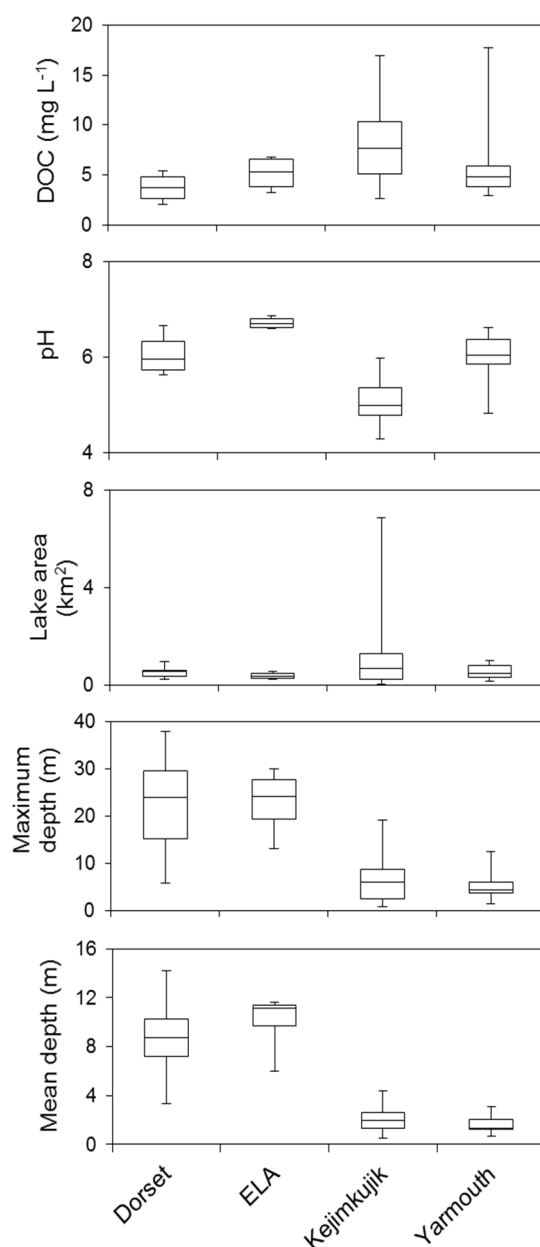 20
15
10
5
0
DOC (mg L⁻¹)
8
6
4
pH
8
4
0
Lake area
(km²)
40
30
20
10
0
Maximum
depth (m)
16
12
8
4
0
Mean depth (m)
Dorset
ELA
Kejimkujik
Yarmouth